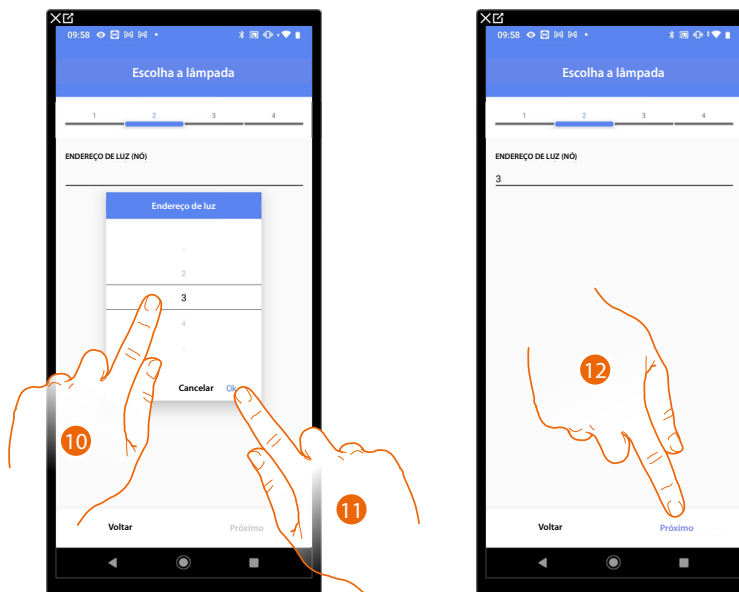 09:58
Escolha a lâmpada
1 2 3 4
ENDEREÇO DE LUZ (NÓ)
Endereço de luz
1
2
3
4
Cancelar Ok
10
11
Voltar Próximo
09:58
Escolha a lâmpada
1 2 3 4
ENDEREÇO DE LUZ (NÓ)
3
12
Voltar Próximo